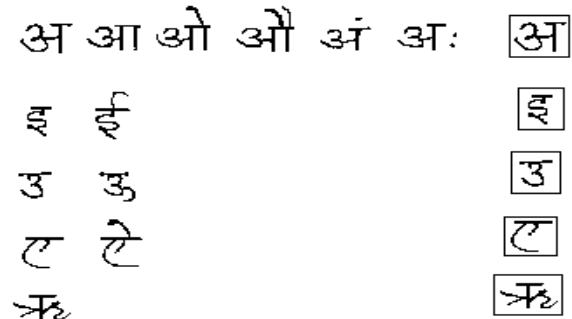 अ आ ओ औ अं अः अ
इ ई इ
उ ऊ उ
ए ऐ ए
ऋ ऋ